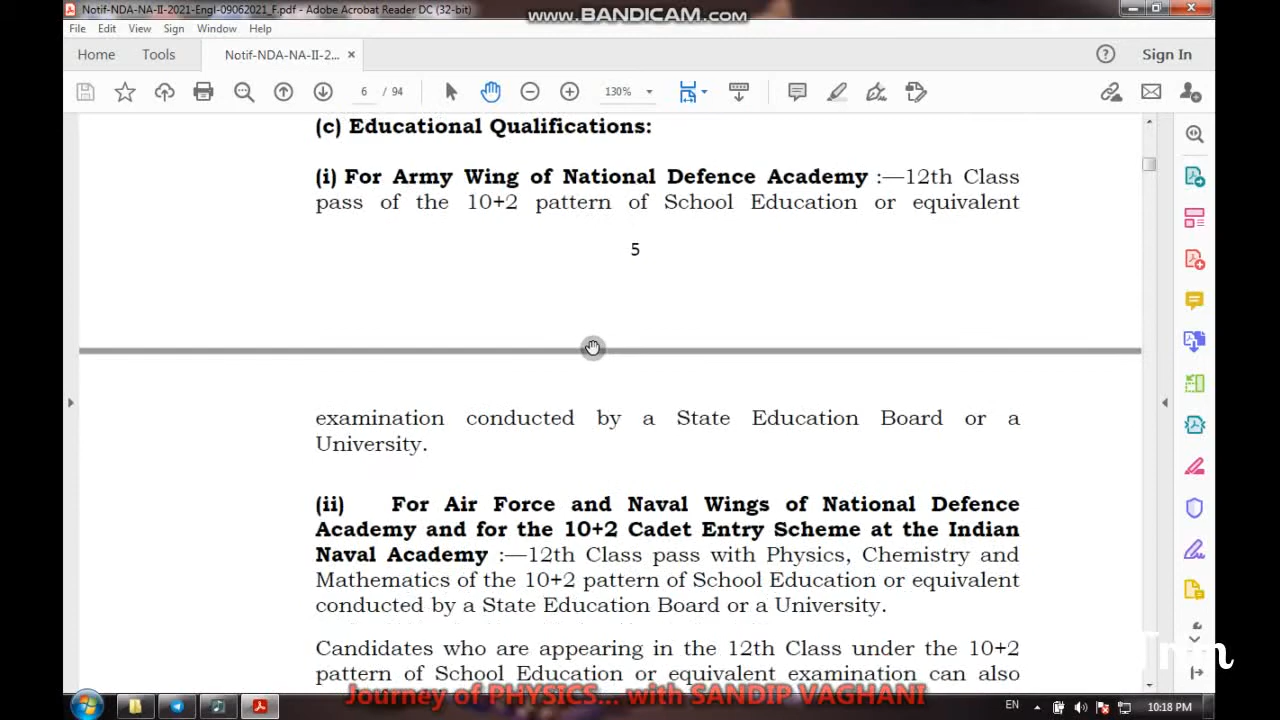 Notif-NDA-NA-II-2021-Engl-09062021_F.pdf - Adobe Acrobat Reader DC (32-bit)
www.BANDICAM.com
File Edit View Sign Window Help
Home Tools Notif-NDA-NA-II-2... × Sign In
6 / 94 130%
(c) Educational Qualifications:
(i) For Army Wing of National Defence Academy :—12th Class
pass of the 10+2 pattern of School Education or equivalent
5
examination conducted by a State Education Board or a
University.
(ii) For Air Force and Naval Wings of National Defence
Academy and for the 10+2 Cadet Entry Scheme at the Indian
Naval Academy :—12th Class pass with Physics, Chemistry and
Mathematics of the 10+2 pattern of School Education or equivalent
conducted by a State Education Board or a University.
Candidates who are appearing in the 12th Class under the 10+2
pattern of School Education or equivalent examination can also
Journey of PHYSICS... with SANDIP VAGHANI
EN 10:18 PM